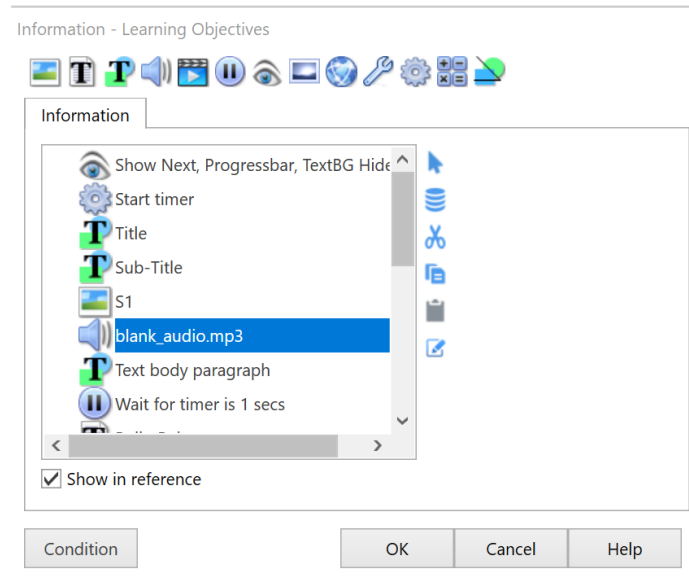 Information - Learning Objectives
Information
Show Next, Progressbar, TextBG Hide
Start timer
Title
Sub-Title
S1
blank_audio.mp3
Text body paragraph
Wait for timer is 1 secs
Show in reference
Condition
OK
Cancel
Help